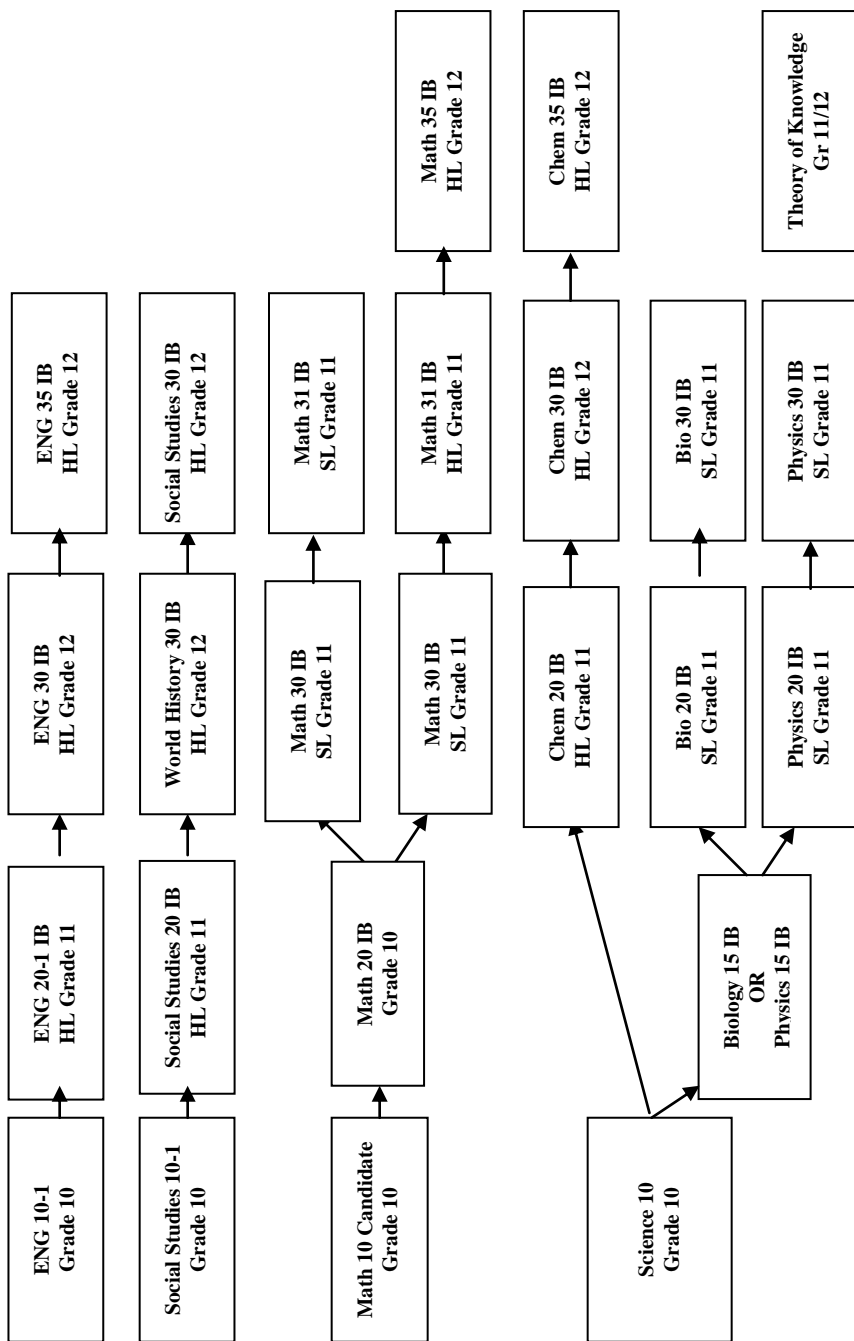 ENG 10-1
Grade 10
ENG 20-1 IB
HL Grade 11
ENG 30 IB
HL Grade 12
ENG 35 IB
HL Grade 12
Social Studies 10-1
Grade 10
Social Studies 20 IB
HL Grade 11
World History 30 IB
HL Grade 12
Social Studies 30 IB
HL Grade 12
Math 10 Candidate
Grade 10
Math 20 IB
Grade 10
Math 30 IB
SL Grade 11
Math 31 IB
SL Grade 11
Math 30 IB
SL Grade 11
Math 31 IB
HL Grade 11
Math 35 IB
HL Grade 12
Science 10
Grade 10
Chem 20 IB
HL Grade 11
Chem 30 IB
HL Grade 12
Chem 35 IB
HL Grade 12
Biology 15 IB
OR
Physics 15 IB
Bio 20 IB
SL Grade 11
Bio 30 IB
SL Grade 11
Physics 20 IB
SL Grade 11
Physics 30 IB
SL Grade 11
Theory of Knowledge
Gr 11/12